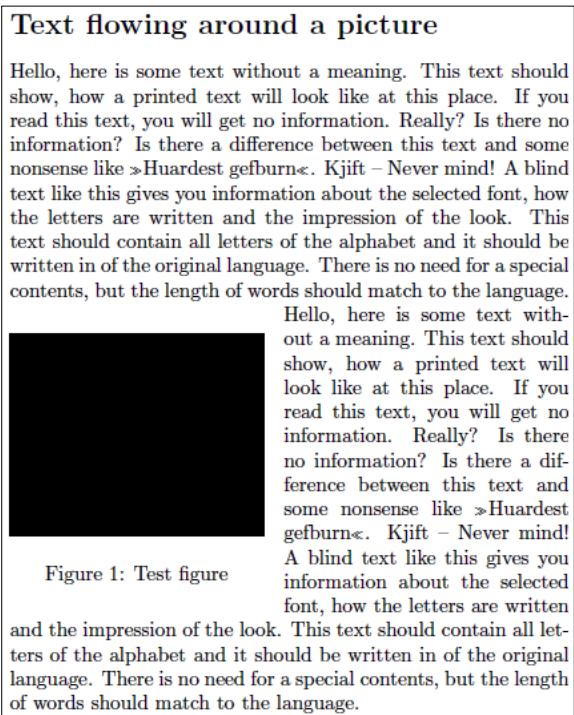 Text flowing around a picture
Hello, here is some text without a meaning. This text should
show, how a printed text will look like at this place. If you
read this text, you will get no information. Really? Is there no
information? Is there a difference between this text and some
nonsense like »Huardest gefburn«. Kjift – Never mind! A blind
text like this gives you information about the selected font, how
the letters are written and the impression of the look. This
text should contain all letters of the alphabet and it should be
written in of the original language. There is no need for a special
contents, but the length of words should match to the language.
Hello, here is some text with-
out a meaning. This text should
show, how a printed text will
look like at this place. If you
read this text, you will get no
information. Really? Is there
no information? Is there a dif-
ference between this text and
some nonsense like »Huardest
gefburn«. Kjift – Never mind!
A blind text like this gives you
information about the selected
font, how the letters are written
and the impression of the look. This text should contain all let-
ters of the alphabet and it should be written in of the original
language. There is no need for a special contents, but the length
of words should match to the language.
Figure 1: Test figure